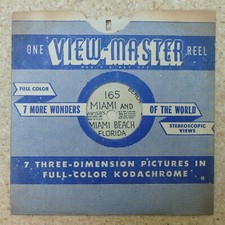 ONE VIEW-MASTER REEL
FULL COLOR
7 MORE WONDERS OF THE WORLD
STEREOSCOPIC VIEWS
165
MIAMI AND
MIAMI BEACH
FLORIDA
7 THREE-DIMENSION PICTURES IN
FULL-COLOR KODACHROME